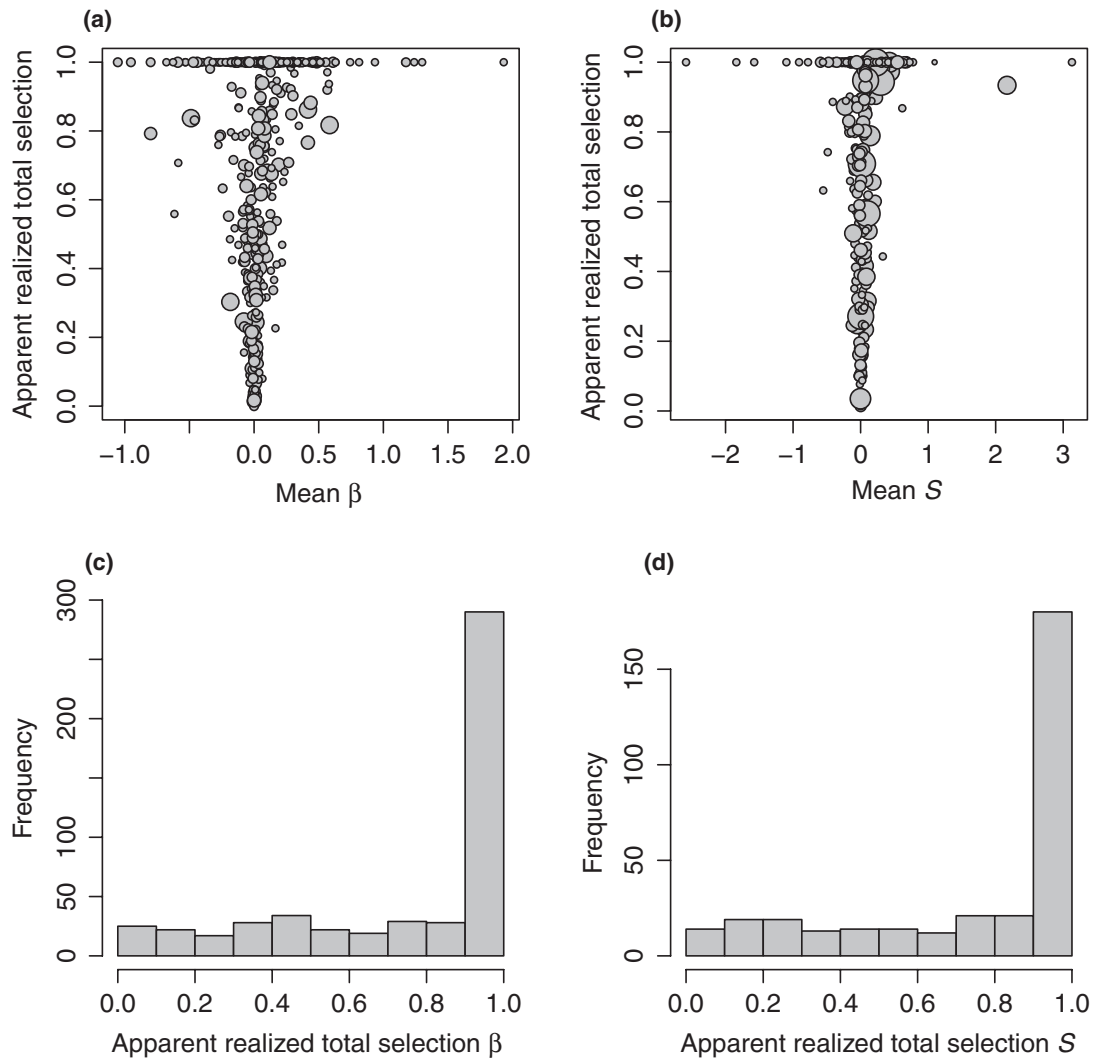 (a)
Apparent realized total selection
0.0 0.2 0.4 0.6 0.8 1.0
−1.0 0.0 0.5 1.0 1.5 2.0
Mean β
(b)
Apparent realized total selection
0.0 0.2 0.4 0.6 0.8 1.0
−2 −1 0 1 2 3
Mean S
(c)
Frequency
0 50 100 200 300
0.0 0.2 0.4 0.6 0.8 1.0
Apparent realized total selection β
(d)
Frequency
0 50 100 150
0.0 0.2 0.4 0.6 0.8 1.0
Apparent realized total selection S